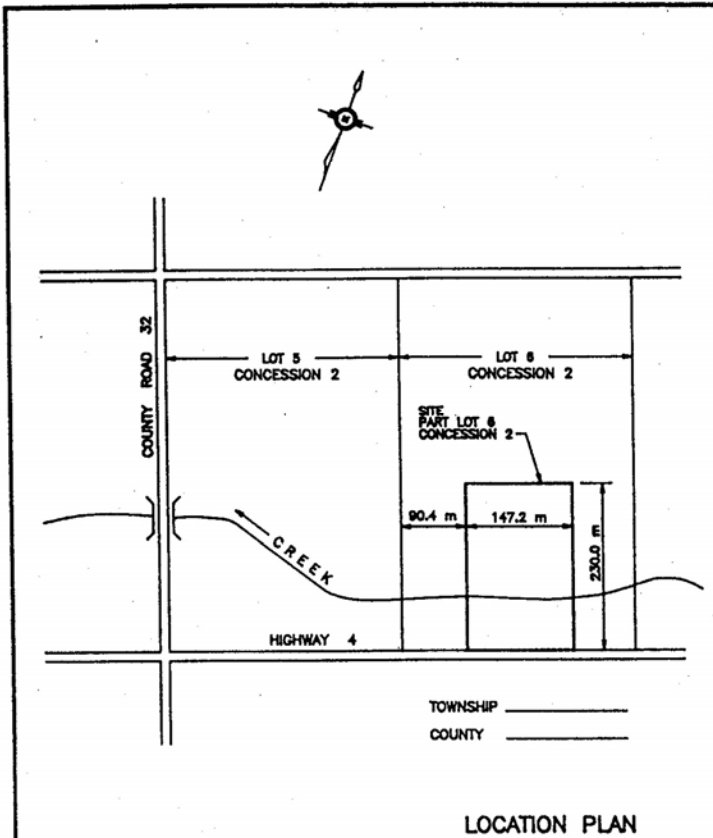 COUNTY ROAD 32
LOT 5
CONCESSION 2
LOT 6
CONCESSION 2
SITE
PART LOT 6
CONCESSION 2
90.4 m
147.2 m
230.0 m
CREEK
HIGHWAY 4
TOWNSHIP
COUNTY
LOCATION PLAN